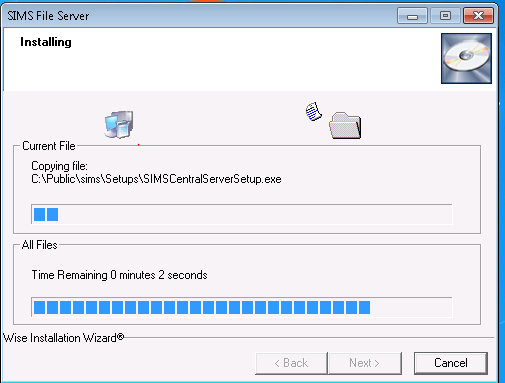 SIMS File Server
Installing
Current File
Copying file:
C:\Public\sims\Setups\SIMSCentralServerSetup.exe
All Files
Time Remaining 0 minutes 2 seconds
Wise Installation Wizard®
< Back
Next >
Cancel